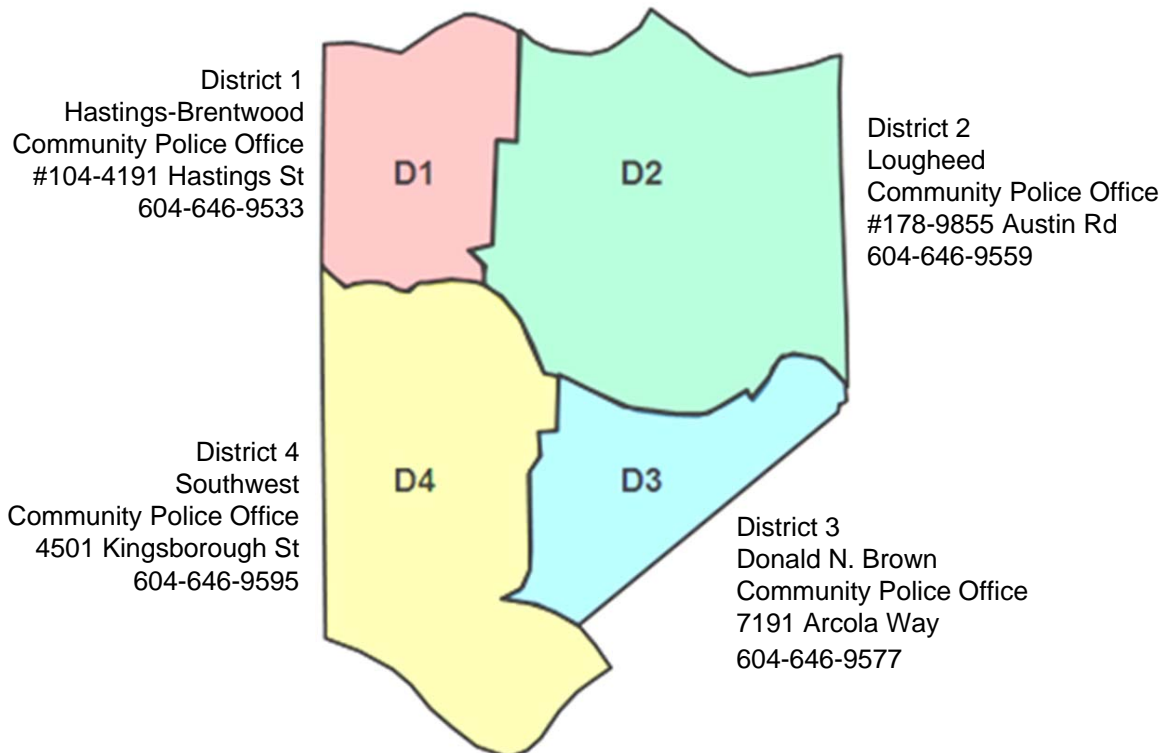 District 1
Hastings-Brentwood
Community Police Office
#104-4191 Hastings St
604-646-9533
D1
D2
District 2
Lougheed
Community Police Office
#178-9855 Austin Rd
604-646-9559
District 4
Southwest
Community Police Office
4501 Kingsborough St
604-646-9595
D4
D3
District 3
Donald N. Brown
Community Police Office
7191 Arcola Way
604-646-9577